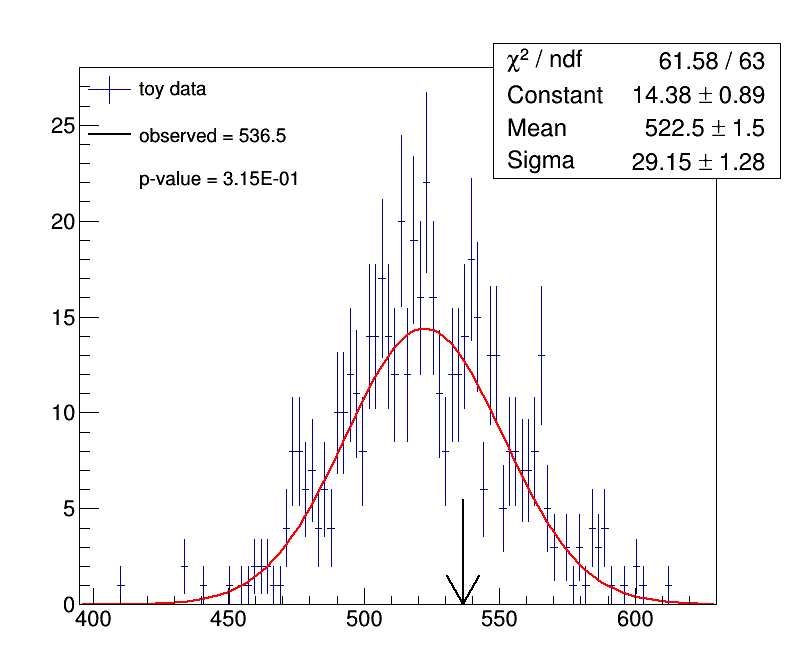 χ² / ndf 61.58 / 63
Constant 14.38 ± 0.89
Mean 522.5 ± 1.5
Sigma 29.15 ± 1.28
toy data
observed = 536.5
p-value = 3.15E-01
25
20
15
10
5
0
400 450 500 550 600